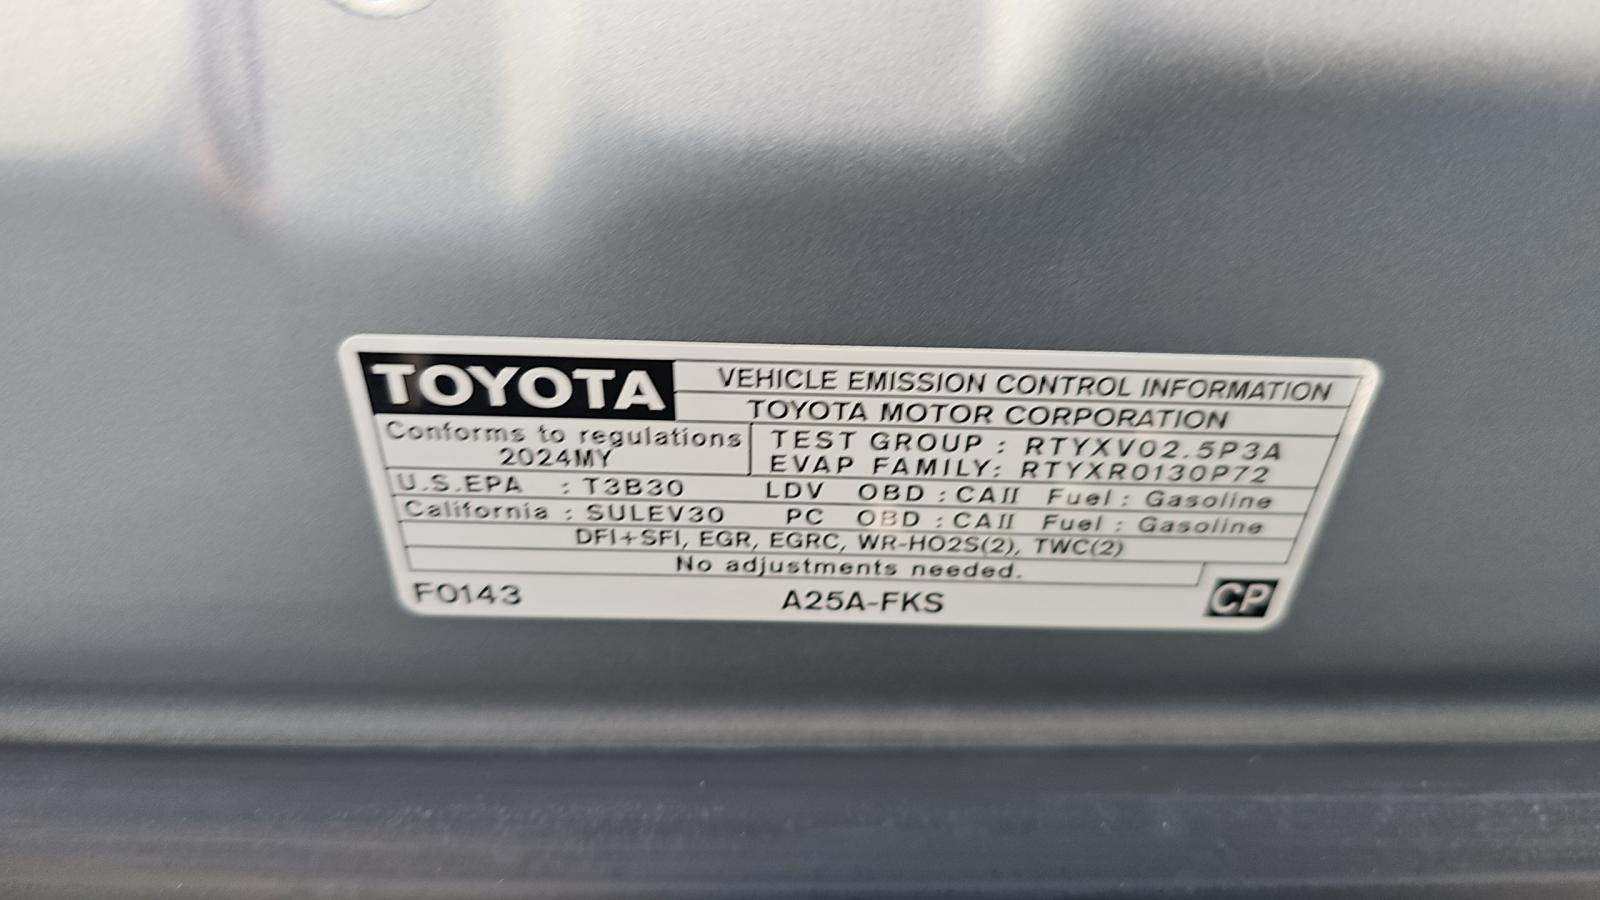 TOYOTA VEHICLE EMISSION CONTROL INFORMATION
TOYOTA MOTOR CORPORATION
Conforms to regulations
2024MY
TEST GROUP : RTYXV02.5P3A
EVAP FAMILY: RTYXR0130P72
U.S.EPA : T3B30 LDV OBD : CAII Fuel : Gasoline
California : SULEV30 PC OBD : CAII Fuel : Gasoline
DFI+SFI, EGR, EGRC, WR-HO2S(2), TWC(2)
No adjustments needed.
F0143 A25A-FKS CP